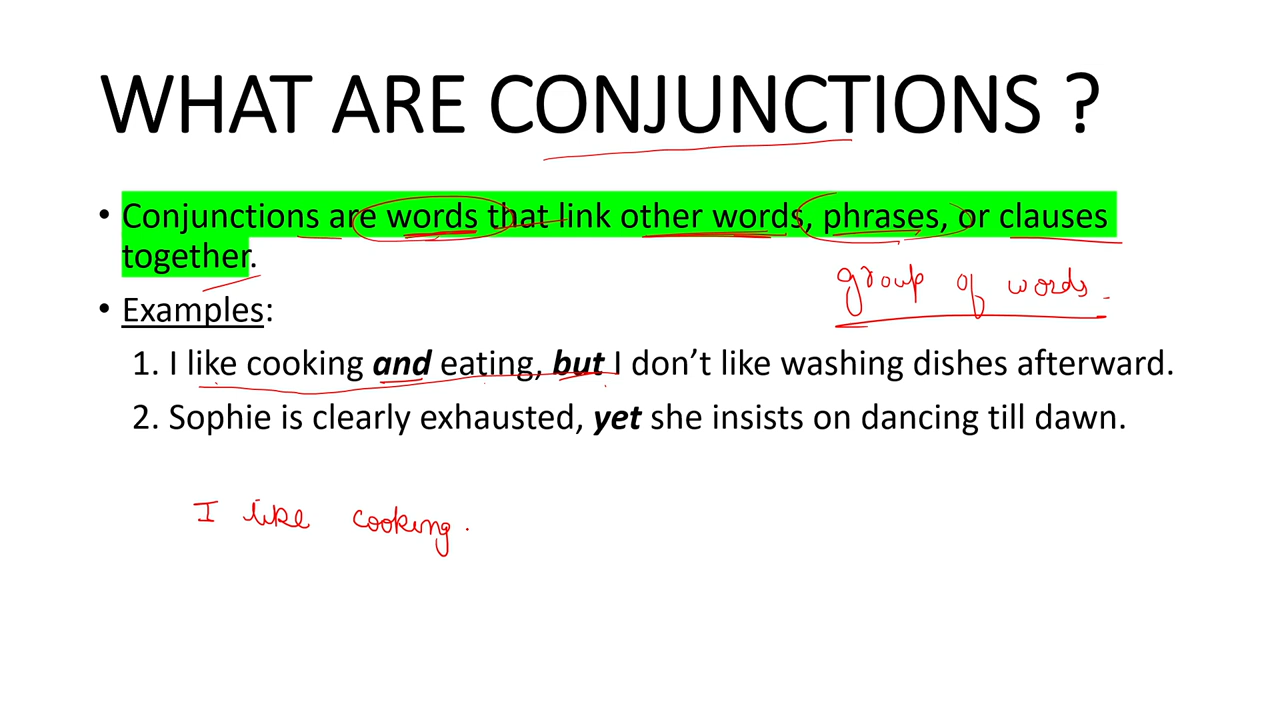 WHAT ARE CONJUNCTIONS ?
• Conjunctions are words that link other words, phrases, or clauses
together.
group of words.
• Examples:
1. I like cooking and eating, but I don’t like washing dishes afterward.
2. Sophie is clearly exhausted, yet she insists on dancing till dawn.
I like cooking.